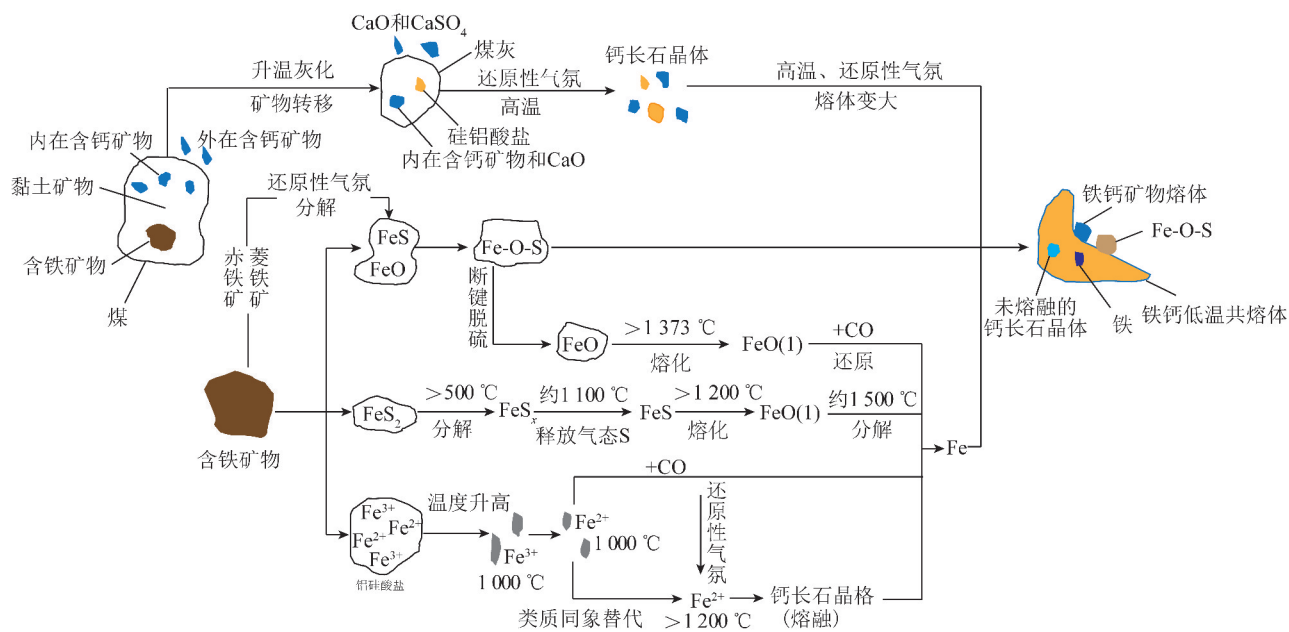 CaO和CaSO₄
煤灰
升温灰化
矿物转移
还原性气氛
高温
钙长石晶体
高温、还原性气氛
熔体变大
硅铝酸盐
内在含钙矿物和CaO
内在含钙矿物
外在含钙矿物
黏土矿物
含铁矿物
煤
还原性气氛
分解
赤铁矿
菱铁矿
FeS
FeO
Fe-O-S
断键脱硫
铁钙矿物熔体
Fe-O-S
未熔融的
钙长石晶体
铁
铁钙低温共熔体
FeO
>1 373 ℃
熔化
FeO(1)
+CO
还原
含铁矿物
FeS₂
>500 ℃
分解
FeSₓ
约1 100 ℃
释放气态S
FeS
>1 200 ℃
熔化
FeO(1)
约1 500 ℃
分解
Fe
+CO
Fe³⁺
Fe²⁺
Fe²⁺
Fe³⁺
铝硅酸盐
温度升高
Fe³⁺
1 000 ℃
Fe²⁺
1 000 ℃
还原性气氛
类质同象替代
Fe²⁺
>1 200 ℃
钙长石晶格
(熔融)